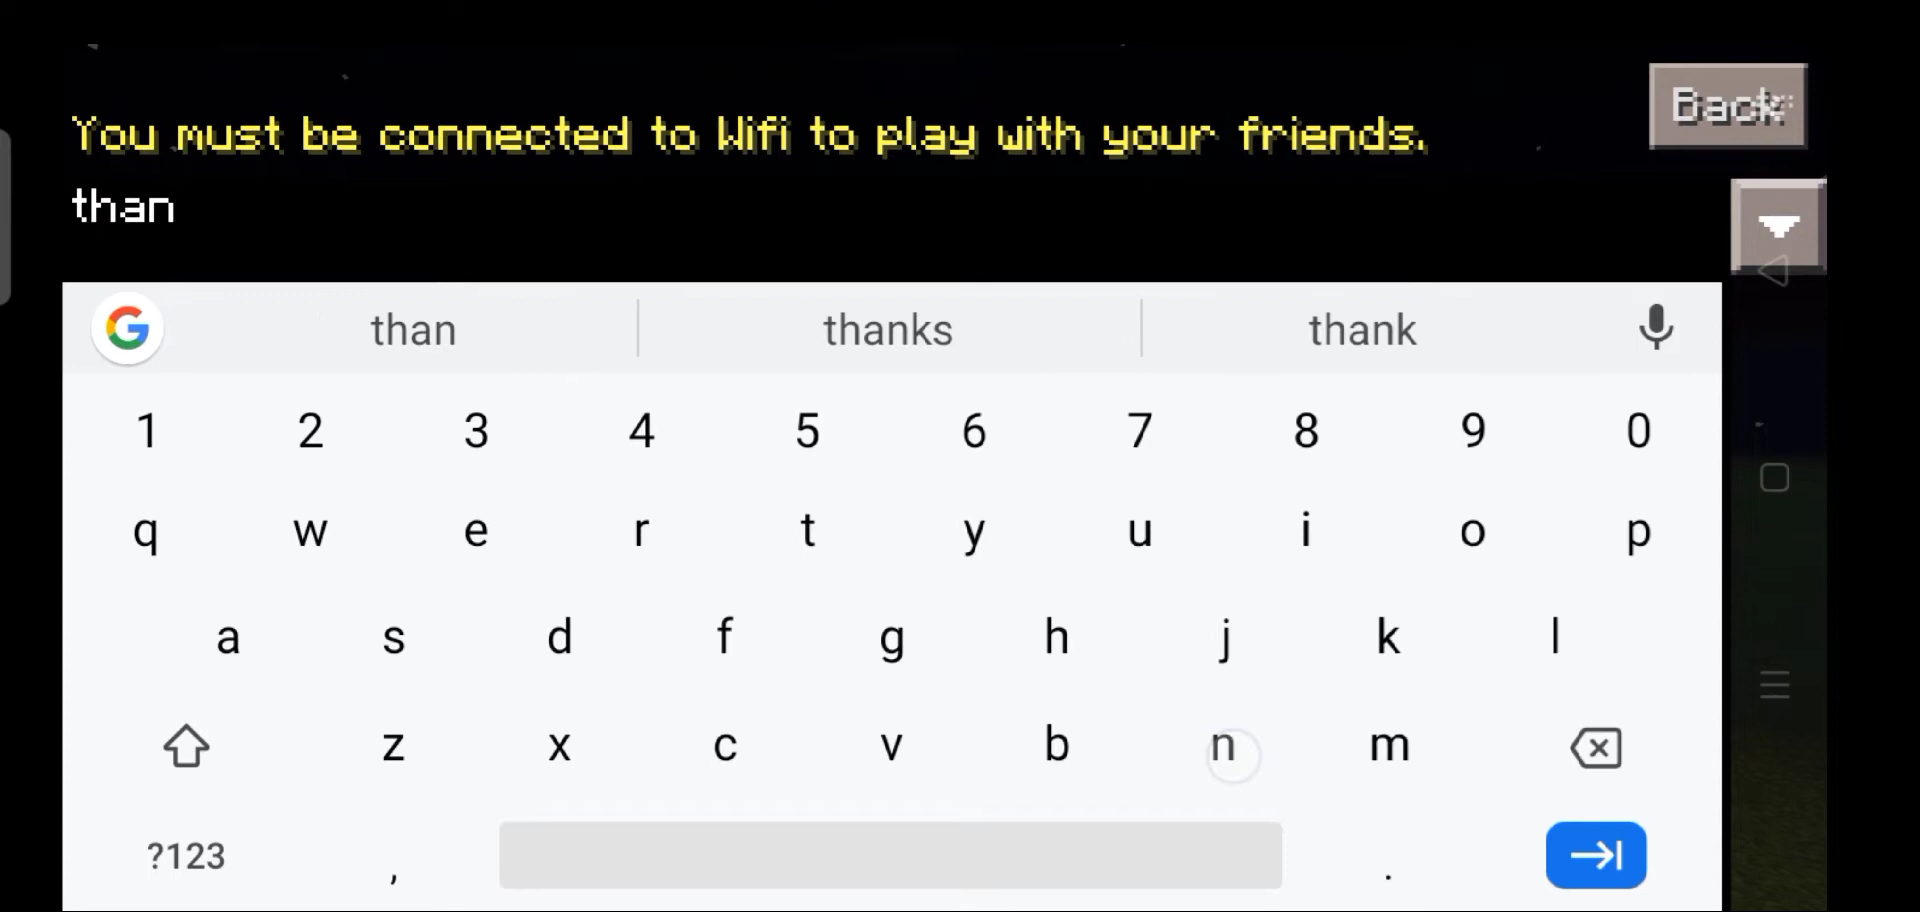 Back
You must be connected to Wifi to play with your friends.
than
G than thanks thank
1 2 3 4 5 6 7 8 9 0
q w e r t y u i o p
a s d f g h j k l
z x c v b n m
?123 , .